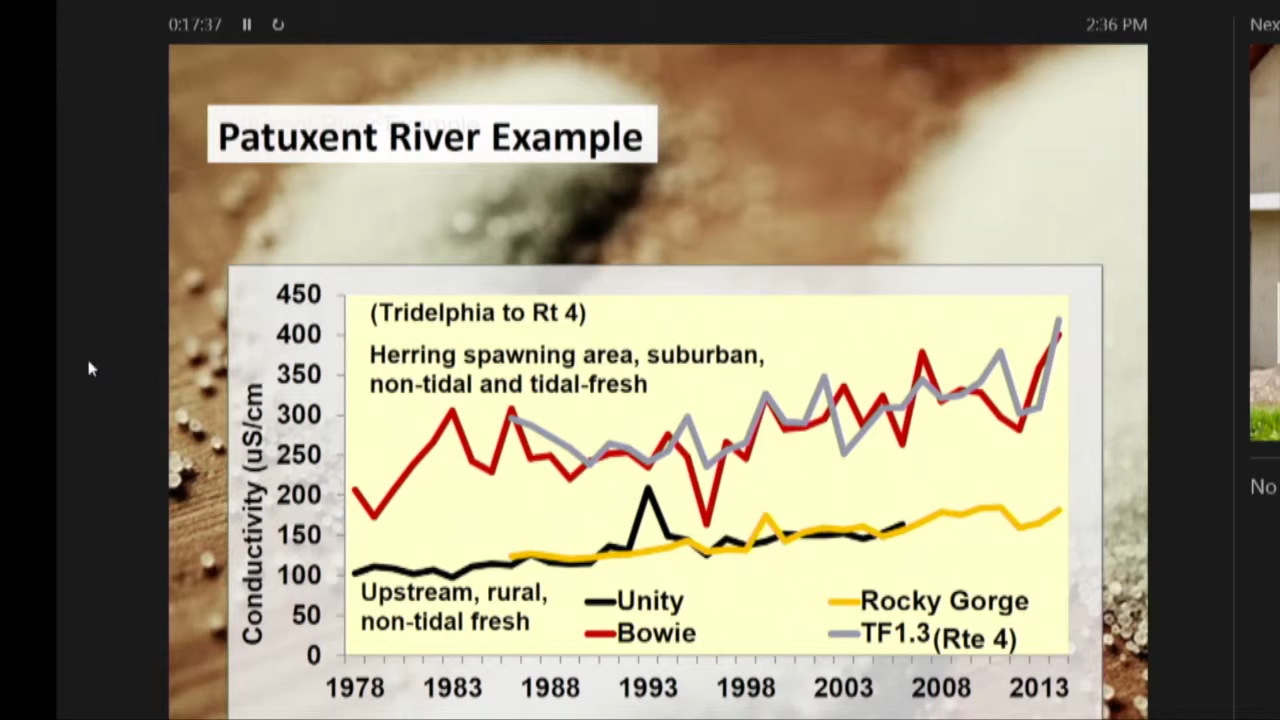 0:17:37
2:36 PM
Nex
Patuxent River Example
450
400
350
300
250
200
150
100
50
0
Conductivity (uS/cm
(Tridelphia to Rt 4)
Herring spawning area, suburban,
non-tidal and tidal-fresh
Upstream, rural,
non-tidal fresh
Unity
Rocky Gorge
Bowie
TF1.3(Rte 4)
1978 1983 1988 1993 1998 2003 2008 2013
No